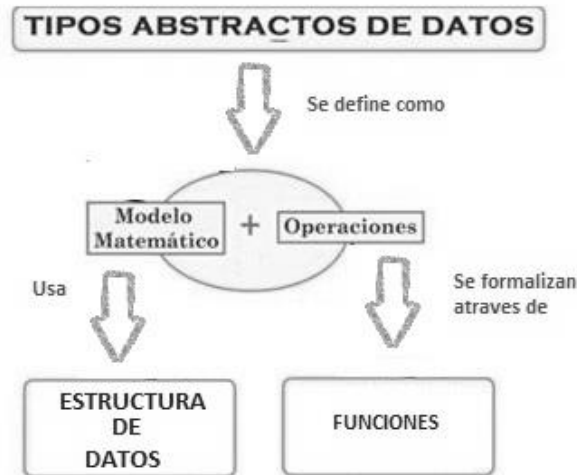 TIPOS ABSTRACTOS DE DATOS
Se define como
Modelo
Matemático
+
Operaciones
Usa
Se formalizan
atraves de
ESTRUCTURA
DE
DATOS
FUNCIONES